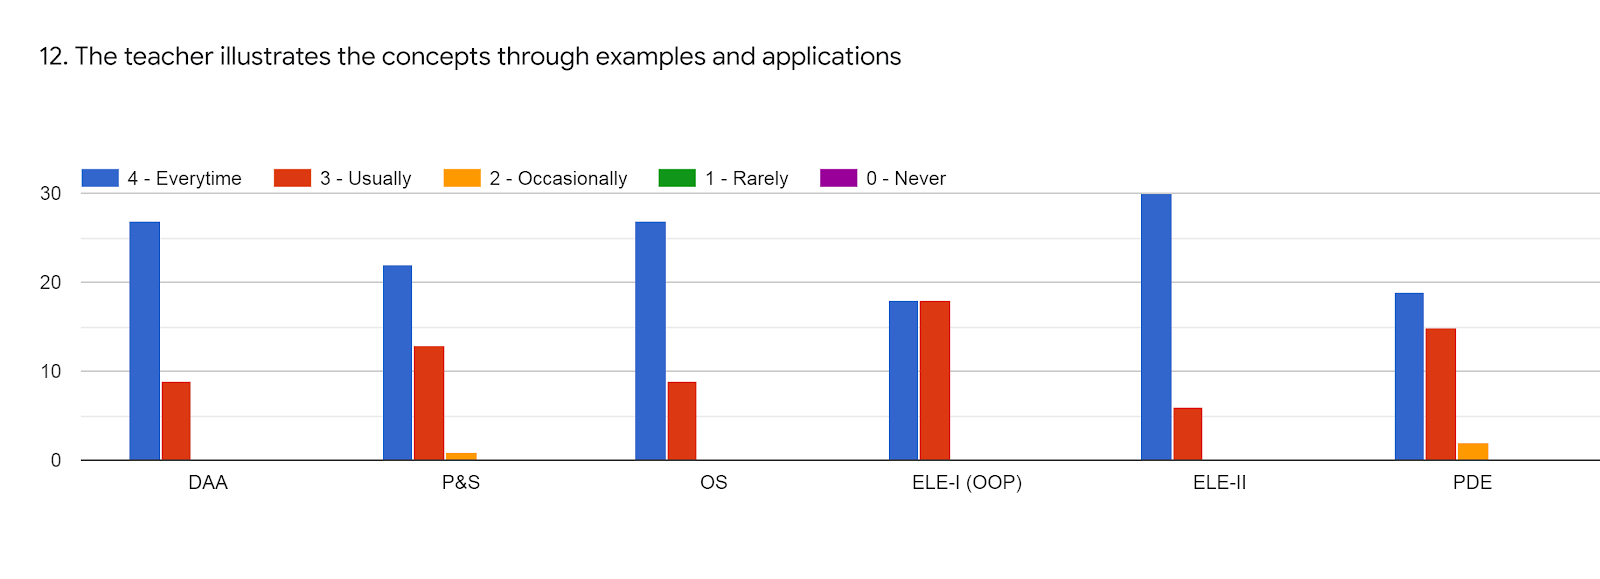 12. The teacher illustrates the concepts through examples and applications
4 - Everytime 3 - Usually 2 - Occasionally 1 - Rarely 0 - Never
30
20
10
0
DAA P&S OS ELE-I (OOP) ELE-II PDE